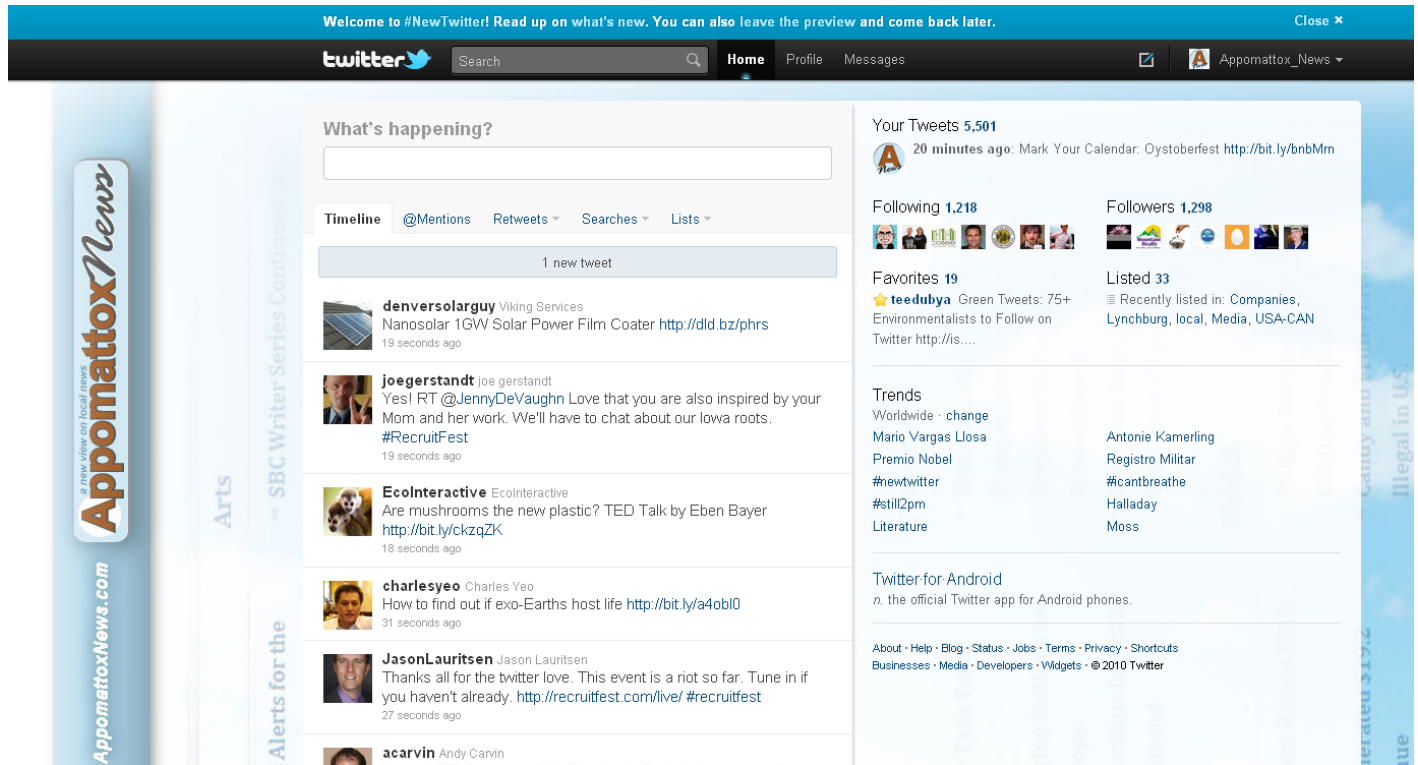 Welcome to #NewTwitter! Read up on what's new. You can also leave the preview and come back later.
Close ×
twitter
Search
Home
Profile
Messages
Appomattox_News
What's happening?
Timeline
@Mentions
Retweets
Searches
Lists
1 new tweet
denversolarguy Viking Services
Nanosolar 1GW Solar Power Film Coater http://dld.bz/phrs
19 seconds ago
joegerstandt joe gerstandt
Yes! RT @JennyDeVaughn Love that you are also inspired by your
Mom and her work. We'll have to chat about our Iowa roots.
#RecruitFest
19 seconds ago
EcoInteractive EcoInteractive
Are mushrooms the new plastic? TED Talk by Eben Bayer
http://bit.ly/ckzqZK
18 seconds ago
charlesyeo Charles Yeo
How to find out if exo-Earths host life http://bit.ly/a4obl0
31 seconds ago
JasonLauritsen Jason Lauritsen
Thanks all for the twitter love. This event is a riot so far. Tune in if
you haven't already. http://recruitfest.com/live/ #recruitfest
27 seconds ago
acarvin Andy Carvin
Your Tweets 5,501
20 minutes ago: Mark Your Calendar: Oystoberfest http://bit.ly/bnbMrn
Following 1,218
Followers 1,298
Favorites 19
teedubya Green Tweets: 75+
Environmentalists to Follow on
Twitter http://is....
Listed 33
Recently listed in: Companies,
Lynchburg, local, Media, USA-CAN
Trends
Worldwide · change
Mario Vargas Llosa
Premio Nobel
#newtwitter
#still2pm
Literature
Antonie Kamerling
Registro Militar
#icantbreathe
Halladay
Moss
Twitter·for·Android
n. the official Twitter app for Android phones.
About · Help · Blog · Status · Jobs · Terms · Privacy · Shortcuts
Businesses · Media · Developers · Widgets · © 2010 Twitter
a new view on local news
AppomattoxNews
AppomattoxNews.com
Arts
SBC Writer Series
Alerts for the
Illegal in U.S.